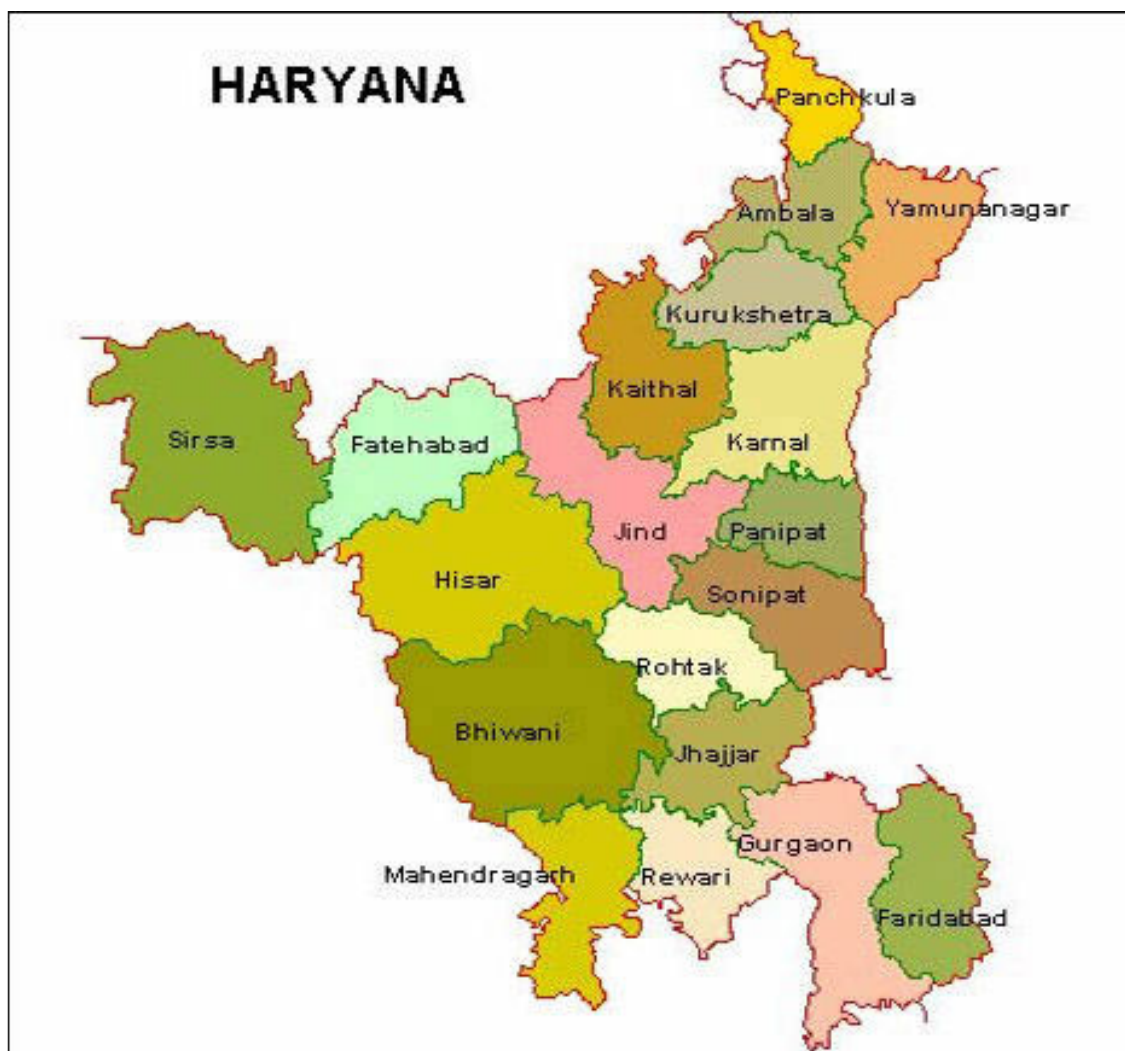 HARYANA
Panchkula
Ambala
Yamunanagar
Kurukshetra
Kaithal
Sirsa
Fatehabad
Karnal
Jind
Panipat
Hisar
Sonipat
Rohtak
Bhiwani
Jhajjar
Gurgaon
Mahendragarh
Rewari
Faridabad